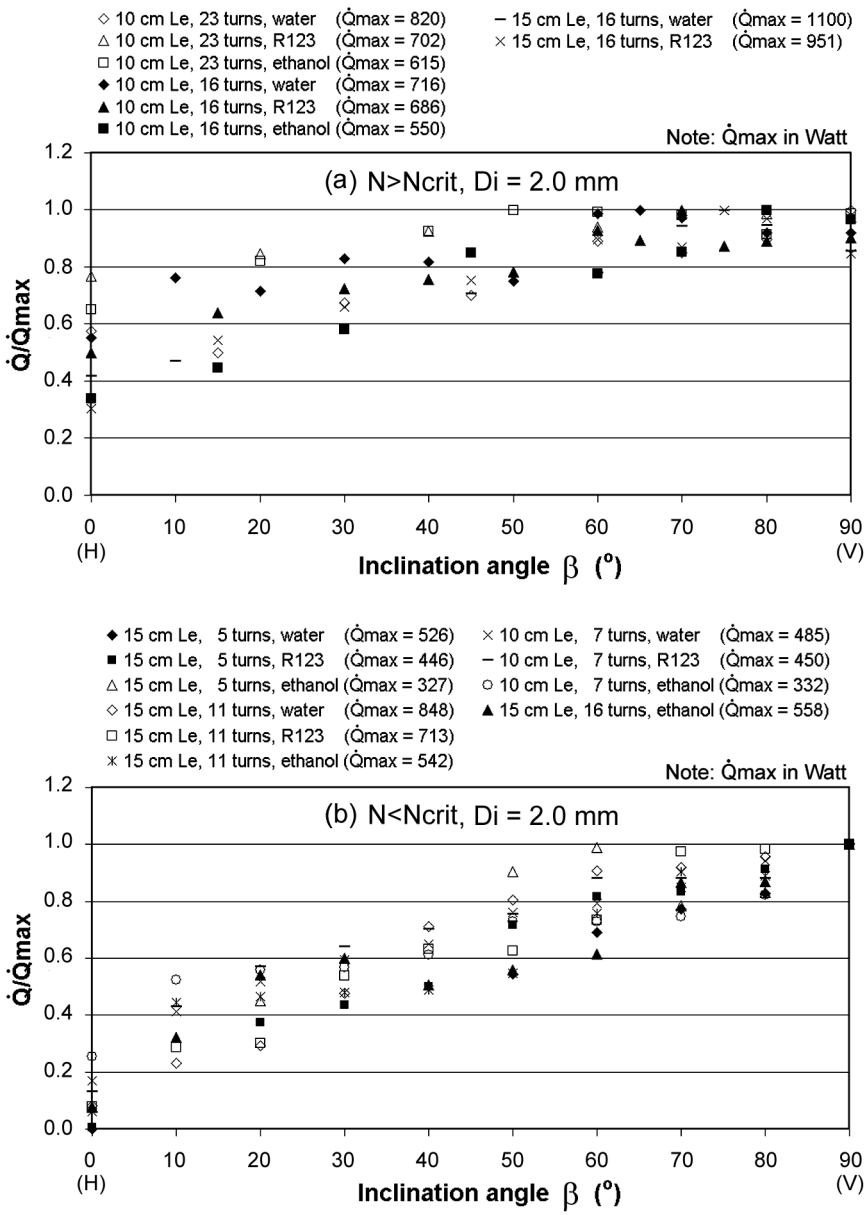 ◇ 10 cm Le, 23 turns, water (Q̇max = 820)
△ 10 cm Le, 23 turns, R123 (Q̇max = 702)
□ 10 cm Le, 23 turns, ethanol (Q̇max = 615)
◆ 10 cm Le, 16 turns, water (Q̇max = 716)
▲ 10 cm Le, 16 turns, R123 (Q̇max = 686)
■ 10 cm Le, 16 turns, ethanol (Q̇max = 550)
– 15 cm Le, 16 turns, water (Q̇max = 1100)
× 15 cm Le, 16 turns, R123 (Q̇max = 951)
Note: Q̇max in Watt
(a) N>Ncrit, Di = 2.0 mm
Q̇/Q̇max
1.2
1.0
0.8
0.6
0.4
0.2
0.0
0 10 20 30 40 50 60 70 80 90
(H) (V)
Inclination angle β (°)
◆ 15 cm Le, 5 turns, water (Q̇max = 526)
■ 15 cm Le, 5 turns, R123 (Q̇max = 446)
△ 15 cm Le, 5 turns, ethanol (Q̇max = 327)
◇ 15 cm Le, 11 turns, water (Q̇max = 848)
□ 15 cm Le, 11 turns, R123 (Q̇max = 713)
ж 15 cm Le, 11 turns, ethanol (Q̇max = 542)
× 10 cm Le, 7 turns, water (Q̇max = 485)
– 10 cm Le, 7 turns, R123 (Q̇max = 450)
○ 10 cm Le, 7 turns, ethanol (Q̇max = 332)
▲ 15 cm Le, 16 turns, ethanol (Q̇max = 558)
Note: Q̇max in Watt
(b) N<Ncrit, Di = 2.0 mm
Q̇/Q̇max
1.2
1.0
0.8
0.6
0.4
0.2
0.0
0 10 20 30 40 50 60 70 80 90
(H) (V)
Inclination angle β (°)